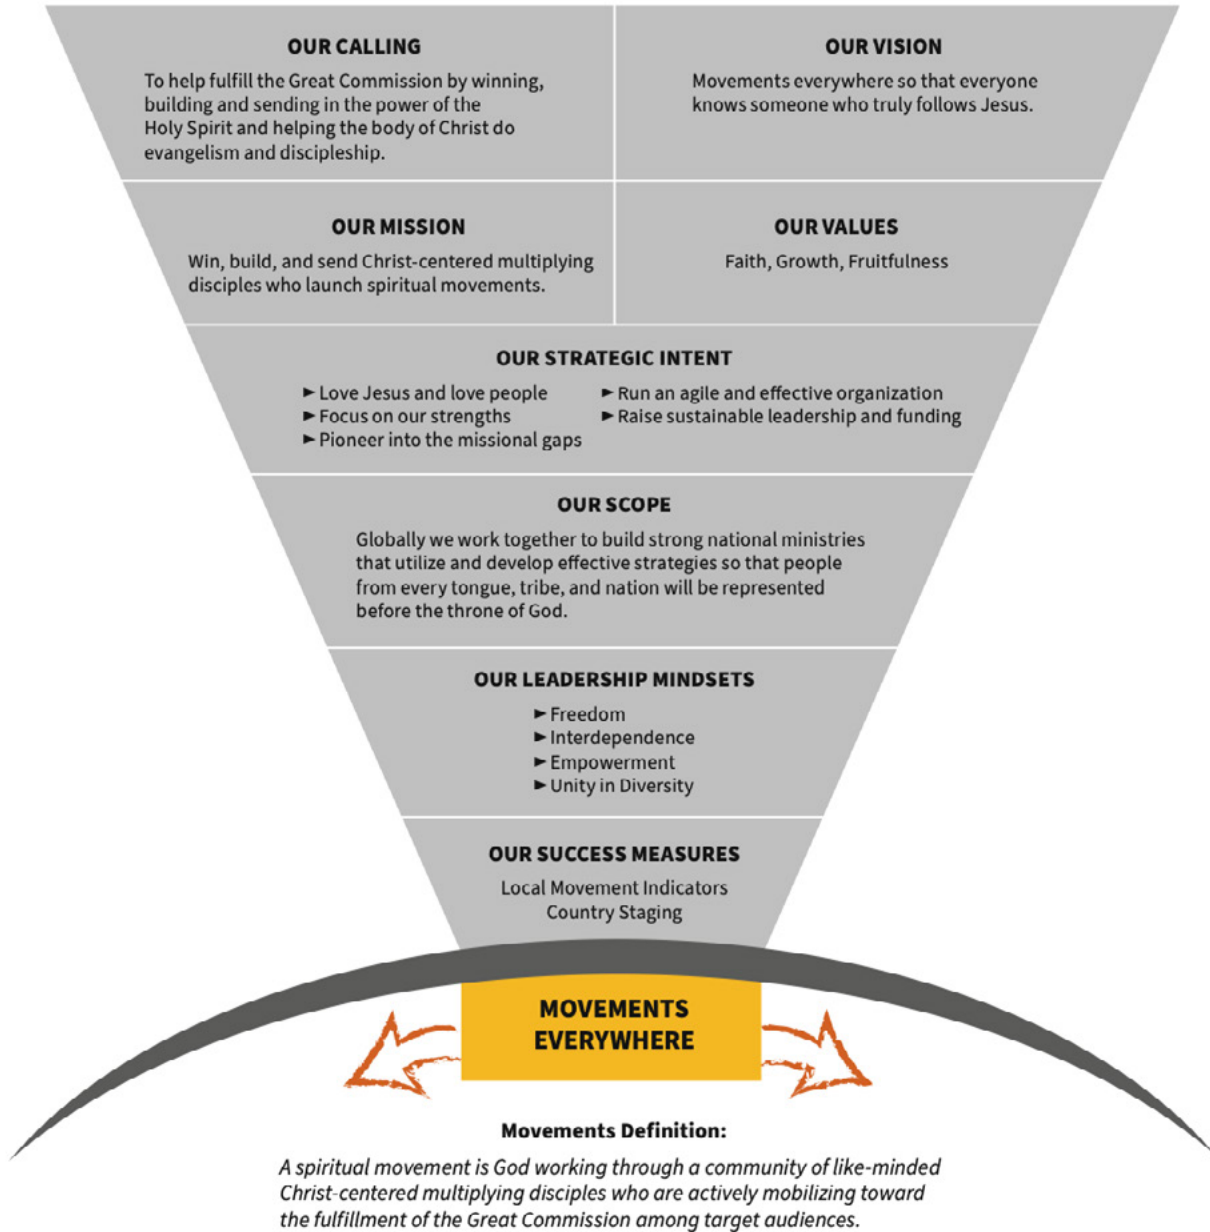 OUR CALLING
To help fulfill the Great Commission by winning,
building and sending in the power of the
Holy Spirit and helping the body of Christ do
evangelism and discipleship.
OUR VISION
Movements everywhere so that everyone
knows someone who truly follows Jesus.
OUR MISSION
Win, build, and send Christ-centered multiplying
disciples who launch spiritual movements.
OUR VALUES
Faith, Growth, Fruitfulness
OUR STRATEGIC INTENT
► Love Jesus and love people
► Focus on our strengths
► Pioneer into the missional gaps
► Run an agile and effective organization
► Raise sustainable leadership and funding
OUR SCOPE
Globally we work together to build strong national ministries
that utilize and develop effective strategies so that people
from every tongue, tribe, and nation will be represented
before the throne of God.
OUR LEADERSHIP MINDSETS
► Freedom
► Interdependence
► Empowerment
► Unity in Diversity
OUR SUCCESS MEASURES
Local Movement Indicators
Country Staging
MOVEMENTS
EVERYWHERE
Movements Definition:
A spiritual movement is God working through a community of like-minded
Christ-centered multiplying disciples who are actively mobilizing toward
the fulfillment of the Great Commission among target audiences.